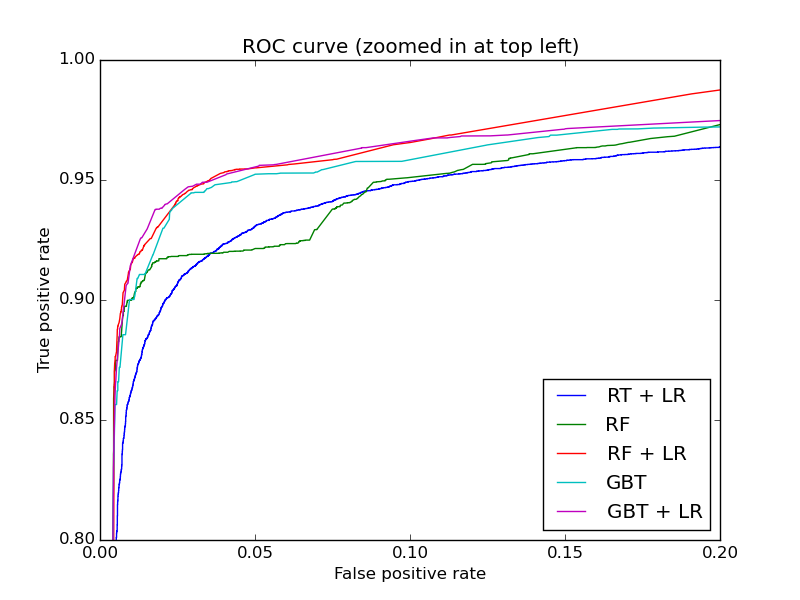 ROC curve (zoomed in at top left)
1.00
0.95
0.90
0.85
0.80
True positive rate
0.00
0.05
0.10
0.15
0.20
False positive rate
RT + LR
RF
RF + LR
GBT
GBT + LR